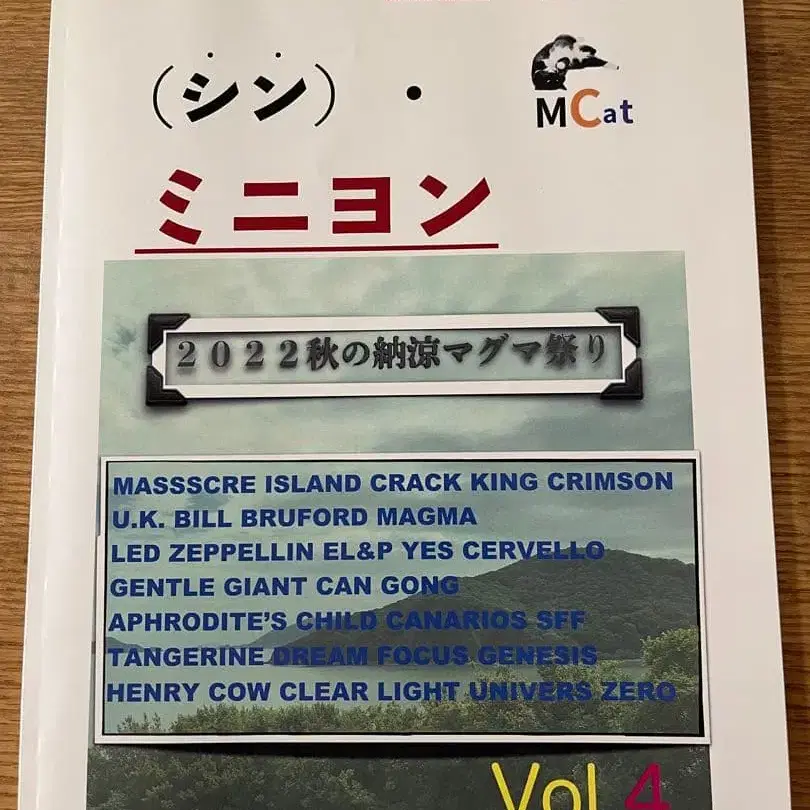 (シン)・
MCat
ミニヨン
2022秋の納涼マグマ祭り
MASSSCRE ISLAND CRACK KING CRIMSON
U.K. BILL BRUFORD MAGMA
LED ZEPPELLIN EL&P YES CERVELLO
GENTLE GIANT CAN GONG
APHRODITE'S CHILD CANARIOS SFF
TANGERINE DREAM FOCUS GENESIS
HENRY COW CLEAR LIGHT UNIVERS ZERO
Vol.4